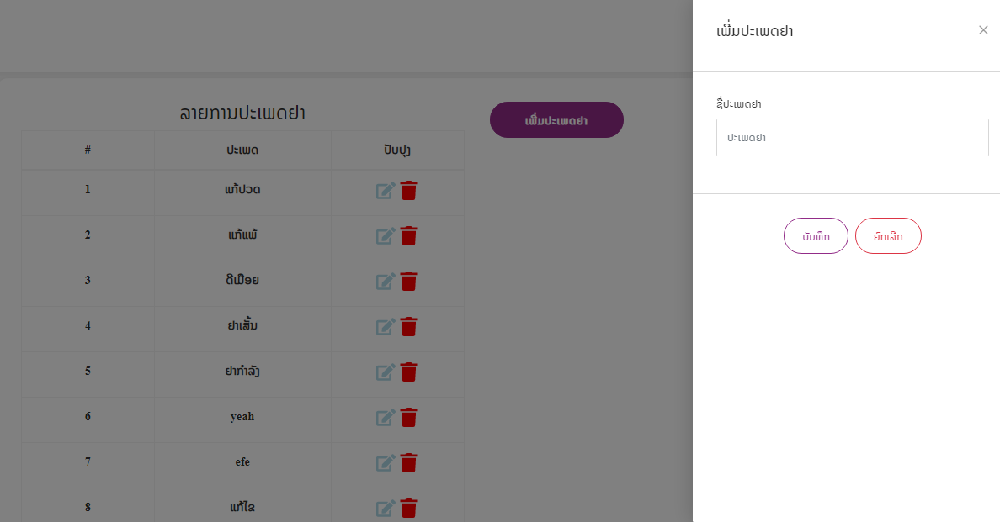 ລາຍການປະເພດຢາ
ເພີ່ມປະເພດຢາ
# ປະເພດ ປັບປຸງ
1 ແກ້ປວດ
2 ແກ້ແພ້
3 ດີເມືອຍ
4 ຢາເສັ້ນ
5 ຢາກຳລັງ
6 yeah
7 efe
8 ແກ້ໄຂ
ເພີ່ມປະເພດຢາ
ຊື່ປະເພດຢາ
ປະເພດຢາ
ບັນທຶກ ຍົກເລີກ